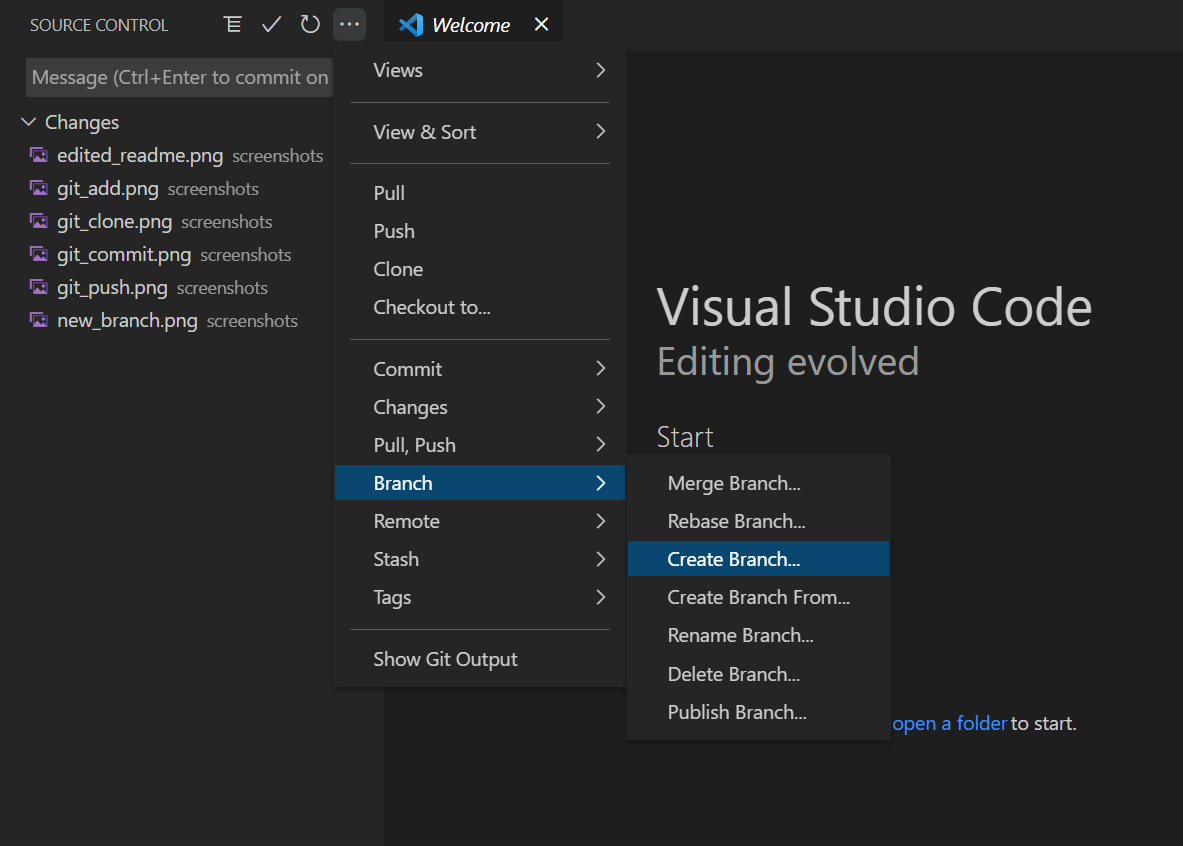 SOURCE CONTROL
Welcome
Message (Ctrl+Enter to commit on
Changes
edited_readme.png screenshots
git_add.png screenshots
git_clone.png screenshots
git_commit.png screenshots
git_push.png screenshots
new_branch.png screenshots
Views
View & Sort
Pull
Push
Clone
Checkout to...
Commit
Changes
Pull, Push
Branch
Remote
Stash
Tags
Show Git Output
Merge Branch...
Rebase Branch...
Create Branch...
Create Branch From...
Rename Branch...
Delete Branch...
Publish Branch...
Visual Studio Code
Editing evolved
Start
open a folder to start.